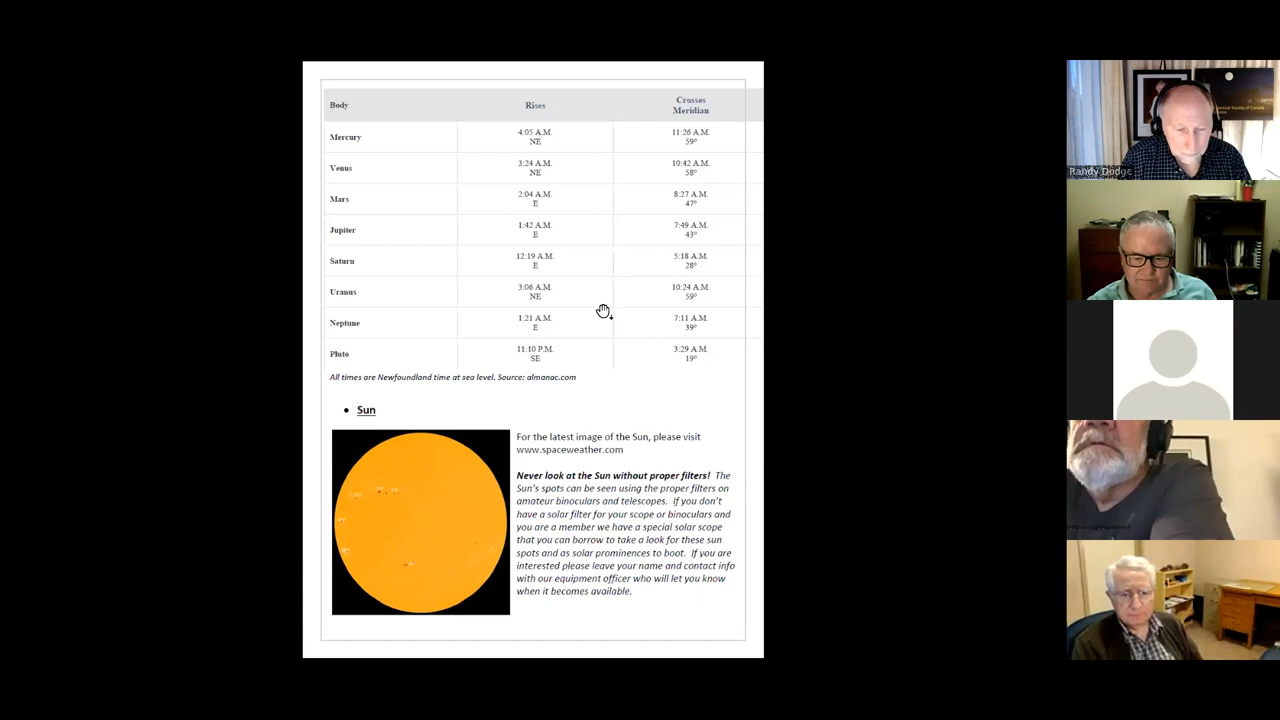 Body Rises Crosses
Meridian
Mercury 4:05 A.M. 11:26 A.M.
NE 59°
Venus 3:24 A.M. 10:42 A.M.
NE 58°
Mars 2:04 A.M. 8:27 A.M.
E 47°
Jupiter 1:42 A.M. 7:49 A.M.
E 43°
Saturn 12:19 A.M. 5:18 A.M.
E 28°
Uranus 3:06 A.M. 10:24 A.M.
NE 59°
Neptune 1:21 A.M. 7:11 A.M.
E 39°
Pluto 11:10 P.M. 3:29 A.M.
SE 19°
All times are Newfoundland time at sea level. Source: almanac.com
• Sun
For the latest image of the Sun, please visit
www.spaceweather.com
Never look at the Sun without proper filters! The
Sun's spots can be seen using the proper filters on
amateur binoculars and telescopes. If you don't
have a solar filter for your scope or binoculars and
you are a member we have a special solar scope
that you can borrow to take a look for these sun
spots and as solar prominences to boot. If you are
interested please leave your name and contact info
with our equipment officer who will let you know
when it becomes available.
Society of Canada
Randy Dodge